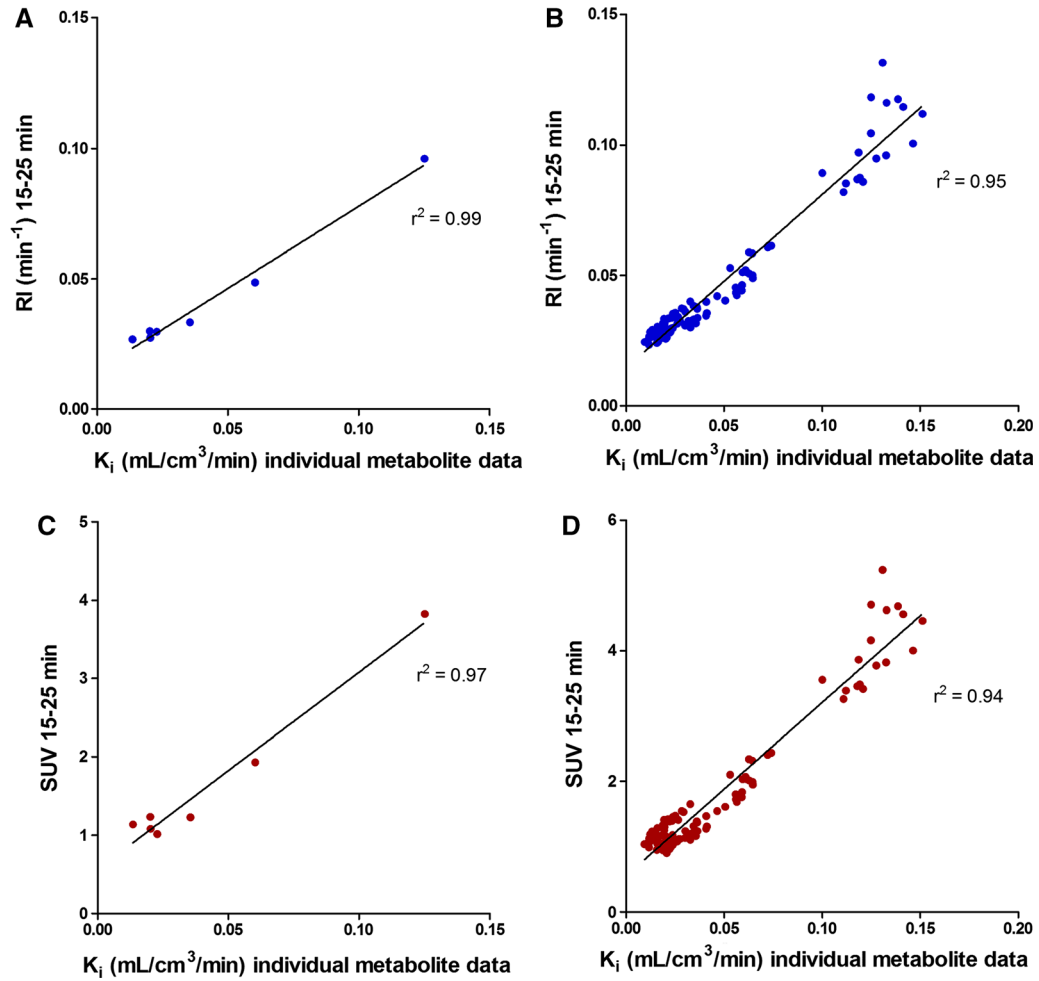 A
RI (min⁻¹) 15-25 min
0.15
0.10
0.05
0.00
r² = 0.99
0.00 0.05 0.10 0.15
Kᵢ (mL/cm³/min) individual metabolite data
B
RI (min⁻¹) 15-25 min
0.15
0.10
0.05
0.00
r² = 0.95
0.00 0.05 0.10 0.15 0.20
Kᵢ (mL/cm³/min) individual metabolite data
C
SUV 15-25 min
5
4
3
2
1
0
r² = 0.97
0.00 0.05 0.10 0.15
Kᵢ (mL/cm³/min) individual metabolite data
D
SUV 15-25 min
6
4
2
0
r² = 0.94
0.00 0.05 0.10 0.15 0.20
Kᵢ (mL/cm³/min) individual metabolite data